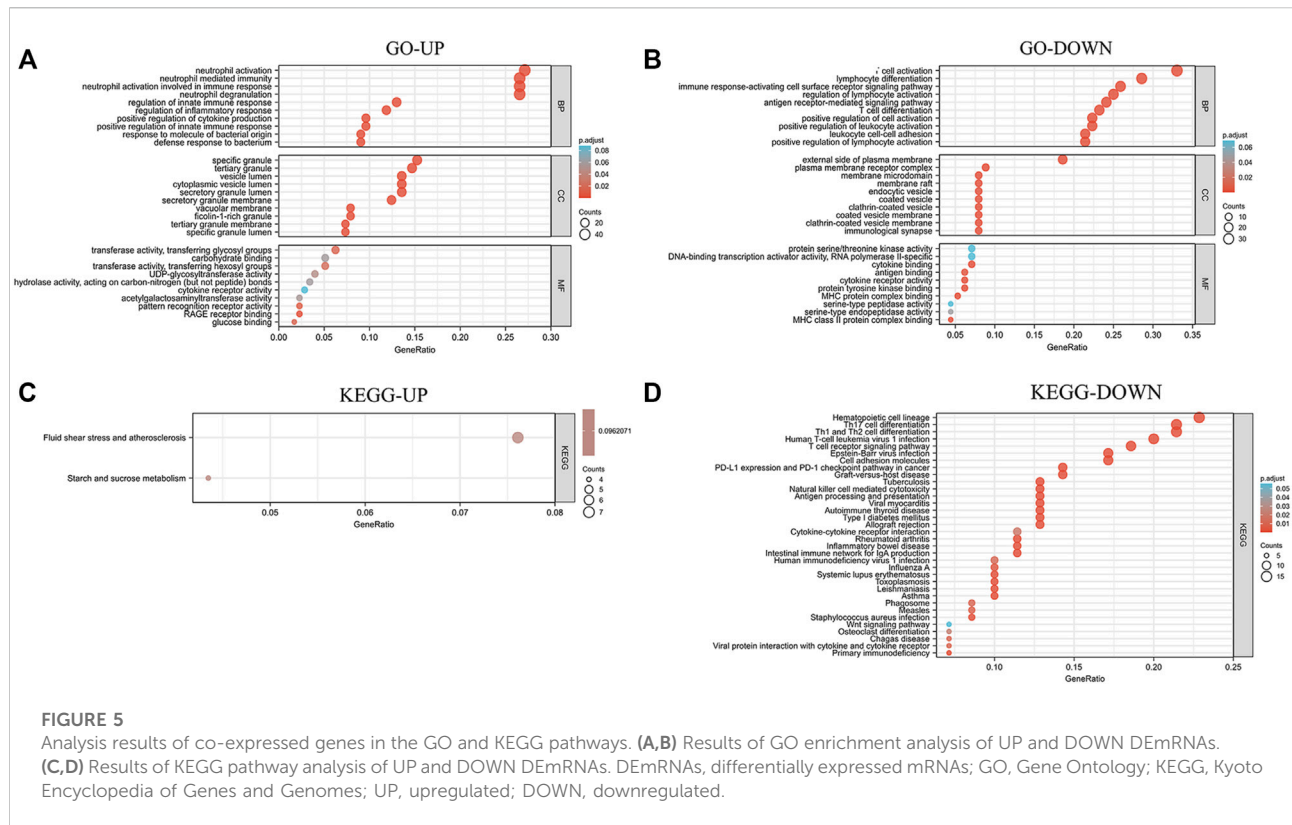 A
GO-UP
neutrophil activation
neutrophil mediated immunity
neutrophil activation involved in immune response
neutrophil degranulation
regulation of innate immune response
regulation of inflammatory response
positive regulation of cytokine production
positive regulation of innate immune response
response to molecule of bacterial origin
defense response to bacterium
BP
specific granule
tertiary granule
vesicle lumen
cytoplasmic vesicle lumen
secretory granule lumen
secretory granule membrane
vacuolar membrane
ficolin-1-rich granule
tertiary granule membrane
specific granule lumen
CC
transferase activity, transferring glycosyl groups
carbohydrate binding
transferase activity, transferring hexosyl groups
UDP-glycosyltransferase activity
hydrolase activity, acting on carbon-nitrogen (but not peptide) bonds
cytokine receptor activity
acetylgalactosaminyltransferase activity
pattern recognition receptor activity
RAGE receptor binding
glucose binding
MF
0.00 0.05 0.10 0.15 0.20 0.25 0.30
GeneRatio
p.adjust
0.08
0.06
0.04
0.02
Counts
20
40
B
GO-DOWN
cell activation
lymphocyte differentiation
immune response-activating cell surface receptor signaling pathway
regulation of lymphocyte activation
antigen receptor-mediated signaling pathway
T cell differentiation
positive regulation of cell activation
positive regulation of leukocyte activation
leukocyte cell-cell adhesion
positive regulation of lymphocyte activation
BP
external side of plasma membrane
plasma membrane receptor complex
membrane microdomain
membrane raft
endocytic vesicle
coated vesicle
clathrin-coated vesicle
coated vesicle membrane
clathrin-coated vesicle membrane
immunological synapse
CC
protein serine/threonine kinase activity
DNA-binding transcription activator activity, RNA polymerase II-specific
cytokine binding
antigen binding
cytokine receptor activity
protein tyrosine kinase binding
MHC protein complex binding
serine-type peptidase activity
serine-type endopeptidase activity
MHC class II protein complex binding
MF
0.05 0.10 0.15 0.20 0.25 0.30 0.35
GeneRatio
p.adjust
0.06
0.04
0.02
Counts
10
20
30
C
KEGG-UP
Fluid shear stress and atherosclerosis
Starch and sucrose metabolism
KEGG
0.05 0.06 0.07 0.08
GeneRatio
p.adjust
0.0962071
Counts
4
5
6
7
D
KEGG-DOWN
Hematopoietic cell lineage
Th17 cell differentiation
Th1 and Th2 cell differentiation
Human T-cell leukemia virus 1 infection
T cell receptor signaling pathway
Epstein-Barr virus infection
Cell adhesion molecules
PD-L1 expression and PD-1 checkpoint pathway in cancer
Graft-versus-host disease
Tuberculosis
Natural killer cell mediated cytotoxicity
Antigen processing and presentation
Viral myocarditis
Autoimmune thyroid disease
Type I diabetes mellitus
Allograft rejection
Cytokine-cytokine receptor interaction
Rheumatoid arthritis
Inflammatory bowel disease
Intestinal immune network for IgA production
Human immunodeficiency virus 1 infection
Influenza A
Systemic lupus erythematosus
Toxoplasmosis
Leishmaniasis
Asthma
Phagosome
Measles
Staphylococcus aureus infection
Wnt signaling pathway
Osteoclast differentiation
Chagas disease
Viral protein interaction with cytokine and cytokine receptor
Primary immunodeficiency
KEGG
0.10 0.15 0.20 0.25
GeneRatio
p.adjust
0.05
0.04
0.03
0.02
0.01
Counts
5
10
15
FIGURE 5
Analysis results of co-expressed genes in the GO and KEGG pathways. (A,B) Results of GO enrichment analysis of UP and DOWN DEmRNAs.
(C,D) Results of KEGG pathway analysis of UP and DOWN DEmRNAs. DEmRNAs, differentially expressed mRNAs; GO, Gene Ontology; KEGG, Kyoto
Encyclopedia of Genes and Genomes; UP, upregulated; DOWN, downregulated.